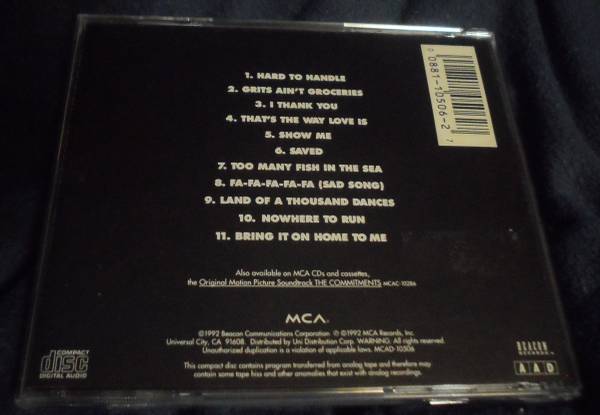 1. HARD TO HANDLE
2. GRITS AIN'T GROCERIES
3. I THANK YOU
4. THAT'S THE WAY LOVE IS
5. SHOW ME
6. SAVED
7. TOO MANY FISH IN THE SEA
8. FA-FA-FA-FA-FA (SAD SONG)
9. LAND OF A THOUSAND DANCES
10. NOWHERE TO RUN
11. BRING IT ON HOME TO ME
0 0881-10506-2 7
Also available on MCA CDs and cassettes,
the Original Motion Picture Soundtrack THE COMMITMENTS MCAC-10286
MCA
©1992 Beacon Communications Corporation ℗©1992 MCA Records, Inc.
Universal City, CA 91608. Distributed by Uni Distribution Corp. WARNING: All rights reserved.
Unauthorized duplication is a violation of applicable laws. MCAD-10506
This compact disc contains program transferred from analog tape and therefore may
contain some tape hiss and other anomalies that exist with analog recordings.
COMPACT
disc
DIGITAL AUDIO
BEACON
RECORDS
AAD